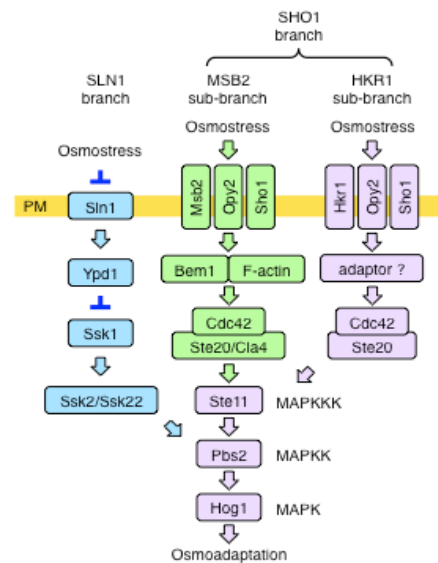 SHO1
branch
SLN1
branch
MSB2
sub-branch
HKR1
sub-branch
Osmostress
Osmostress
Osmostress
PM
Sln1
Msb2
Opy2
Sho1
Hkr1
Opy2
Sho1
Ypd1
Bem1
F-actin
adaptor ?
Ssk1
Cdc42
Ste20/Cla4
Cdc42
Ste20
Ssk2/Ssk22
Ste11
MAPKKK
Pbs2
MAPKK
Hog1
MAPK
Osmoadaptation